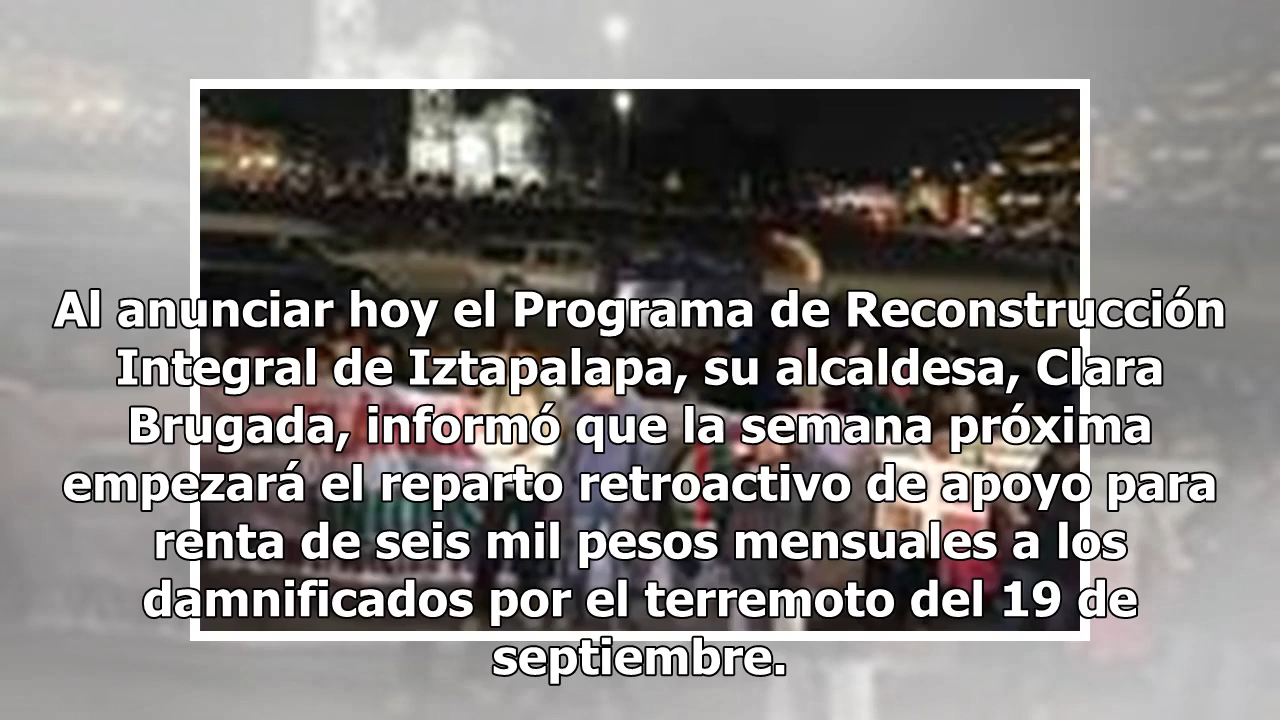 Al anunciar hoy el Programa de Reconstrucción
Integral de Iztapalapa, su alcaldesa, Clara
Brugada, informó que la semana próxima
empezará el reparto retroactivo de apoyo para
renta de seis mil pesos mensuales a los
damnificados por el terremoto del 19 de
septiembre.